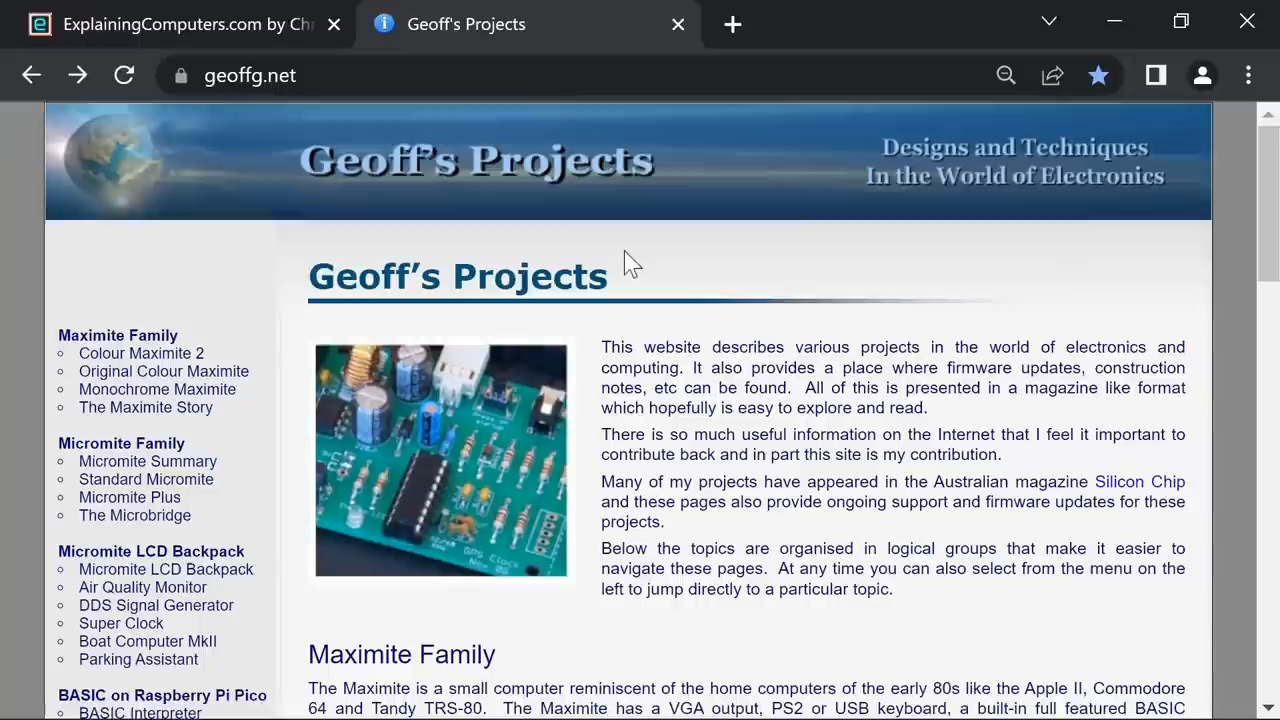 ExplainingComputers.com by Chr
Geoff's Projects
geoffg.net
Geoff's Projects
Designs and Techniques
In the World of Electronics
Geoff's Projects
Maximite Family
Colour Maximite 2
Original Colour Maximite
Monochrome Maximite
The Maximite Story
Micromite Family
Micromite Summary
Standard Micromite
Micromite Plus
The Microbridge
Micromite LCD Backpack
Micromite LCD Backpack
Air Quality Monitor
DDS Signal Generator
Super Clock
Boat Computer MkII
Parking Assistant
BASIC on Raspberry Pi Pico
BASIC Interpreter
This website describes various projects in the world of electronics and
computing. It also provides a place where firmware updates, construction
notes, etc can be found. All of this is presented in a magazine like format
which hopefully is easy to explore and read.
There is so much useful information on the Internet that I feel it important to
contribute back and in part this site is my contribution.
Many of my projects have appeared in the Australian magazine Silicon Chip
and these pages also provide ongoing support and firmware updates for these
projects.
Below the topics are organised in logical groups that make it easier to
navigate these pages. At any time you can also select from the menu on the
left to jump directly to a particular topic.
Maximite Family
The Maximite is a small computer reminiscent of the home computers of the early 80s like the Apple II, Commodore
64 and Tandy TRS-80. The Maximite has a VGA output, PS2 or USB keyboard, a built-in full featured BASIC